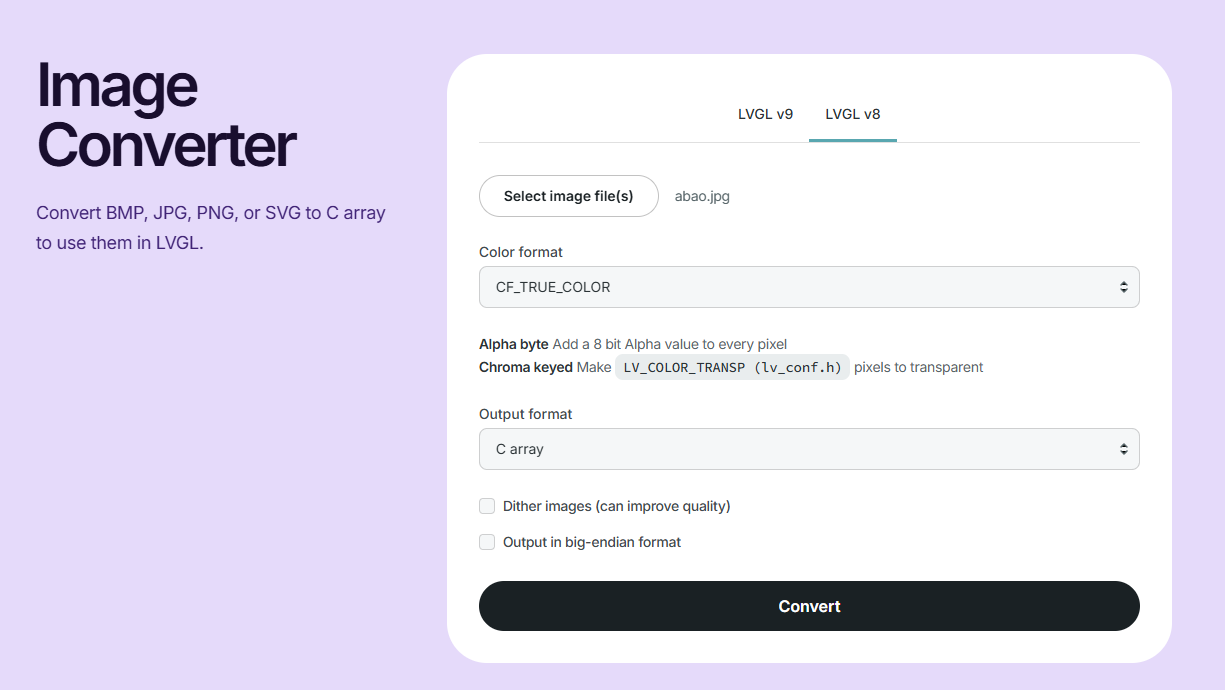 Image
Converter
Convert BMP, JPG, PNG, or SVG to C array
to use them in LVGL.
LVGL v9 LVGL v8
Select image file(s) abao.jpg
Color format
CF_TRUE_COLOR
Alpha byte Add a 8 bit Alpha value to every pixel
Chroma keyed Make LV_COLOR_TRANSP (lv_conf.h) pixels to transparent
Output format
C array
Dither images (can improve quality)
Output in big-endian format
Convert